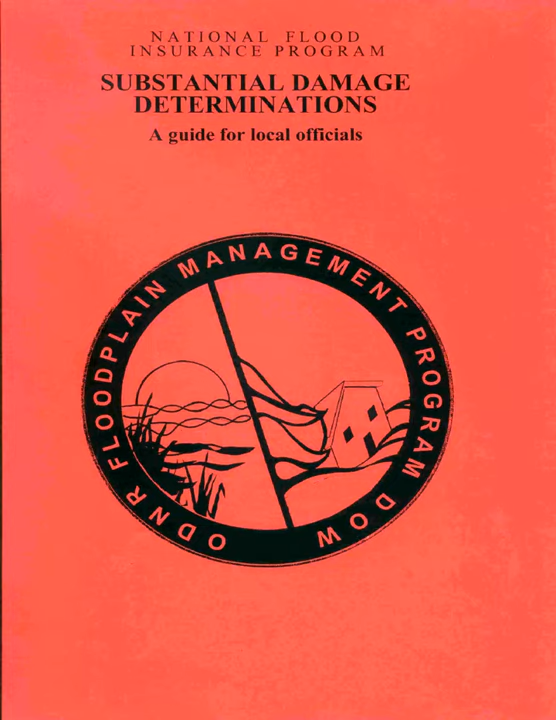 NATIONAL FLOOD
INSURANCE PROGRAM
SUBSTANTIAL DAMAGE
DETERMINATIONS
A guide for local officials
ODNR FLOODPLAIN MANAGEMENT PROGRAM DOW